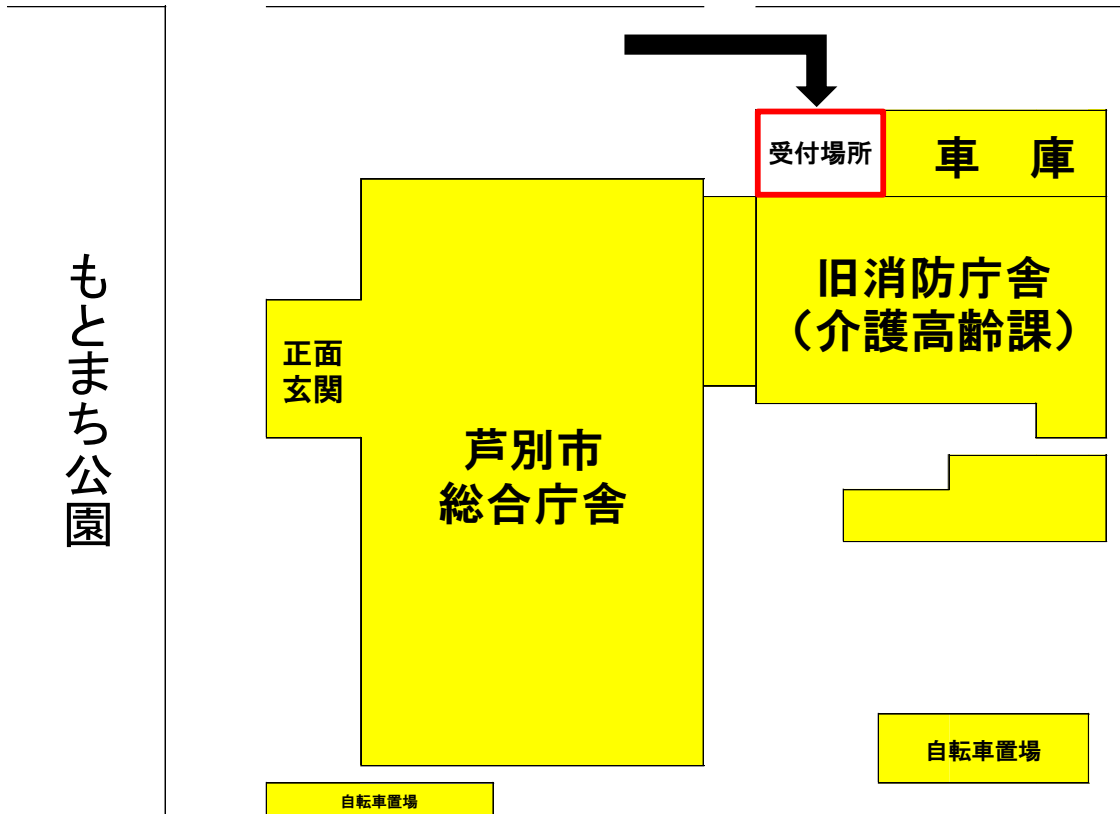 受付場所
車　庫
旧消防庁舎
（介護高齢課）
もとまち公園
正面
玄関
芦別市
総合庁舎
自転車置場
自転車置場